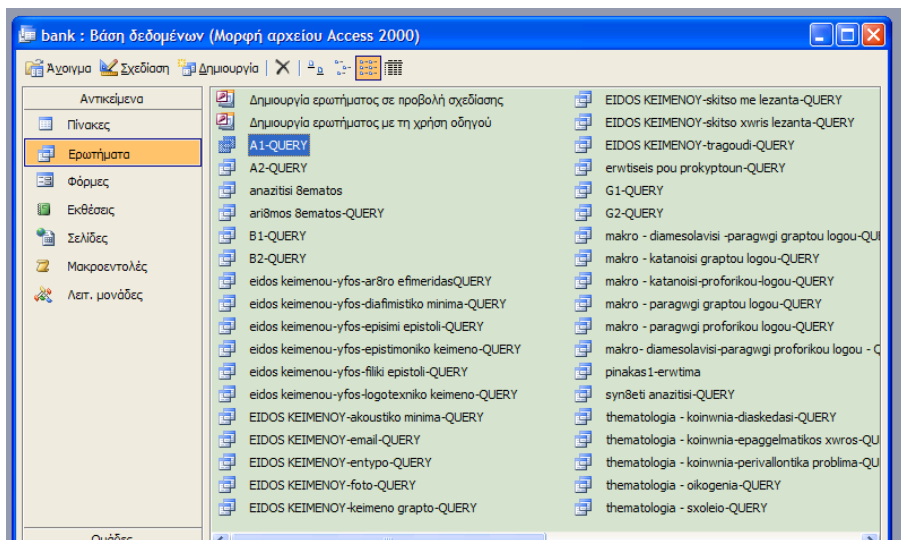 bank : Βάση δεδομένων (Μορφή αρχείου Access 2000)
Άνοιγμα Σχεδίαση Δημιουργία
Αντικείμενα
Πίνακες
Ερωτήματα
Φόρμες
Εκθέσεις
Σελίδες
Μακροεντολές
Λειτ. μονάδες
Ομάδες
Δημιουργία ερωτήματος σε προβολή σχεδίασης
Δημιουργία ερωτήματος με τη χρήση οδηγού
A1-QUERY
A2-QUERY
anazitisi 8ematos
ari8mos 8ematos-QUERY
B1-QUERY
B2-QUERY
eidos keimenou-yfos-ar8ro efimeridasQUERY
eidos keimenou-yfos-diafimistiko minima-QUERY
eidos keimenou-yfos-episimi epistoli-QUERY
eidos keimenou-yfos-epistimoniko keimeno-QUERY
eidos keimenou-yfos-filiki epistoli-QUERY
eidos keimenou-yfos-logotexniko keimeno-QUERY
EIDOS KEIMENOY-akoustiko minima-QUERY
EIDOS KEIMENOY-email-QUERY
EIDOS KEIMENOY-entypo-QUERY
EIDOS KEIMENOY-foto-QUERY
EIDOS KEIMENOY-keimeno grapto-QUERY
EIDOS KEIMENOY-skitso me lezanta-QUERY
EIDOS KEIMENOY-skitso xwris lezanta-QUERY
EIDOS KEIMENOY-tragoudi-QUERY
erwtiseis pou prokyptoun-QUERY
G1-QUERY
G2-QUERY
makro - diamesolavisi -paragwgi graptou logou-QUE
makro - katanoisi graptou logou-QUERY
makro - katanoisi-proforikou-logou-QUERY
makro - paragwgi graptou logou-QUERY
makro - paragwgi proforikou logou-QUERY
makro- diamesolavisi-paragwgi proforikou logou - Q
pinakas1-erwtima
syn8eti anazitisi-QUERY
thematologia - koinwnia-diaskedasi-QUERY
thematologia - koinwnia-epaggelmatikos xwros-QU
thematologia - koinwnia-perivallontika problima-QU
thematologia - oikogenia-QUERY
thematologia - sxoleio-QUERY